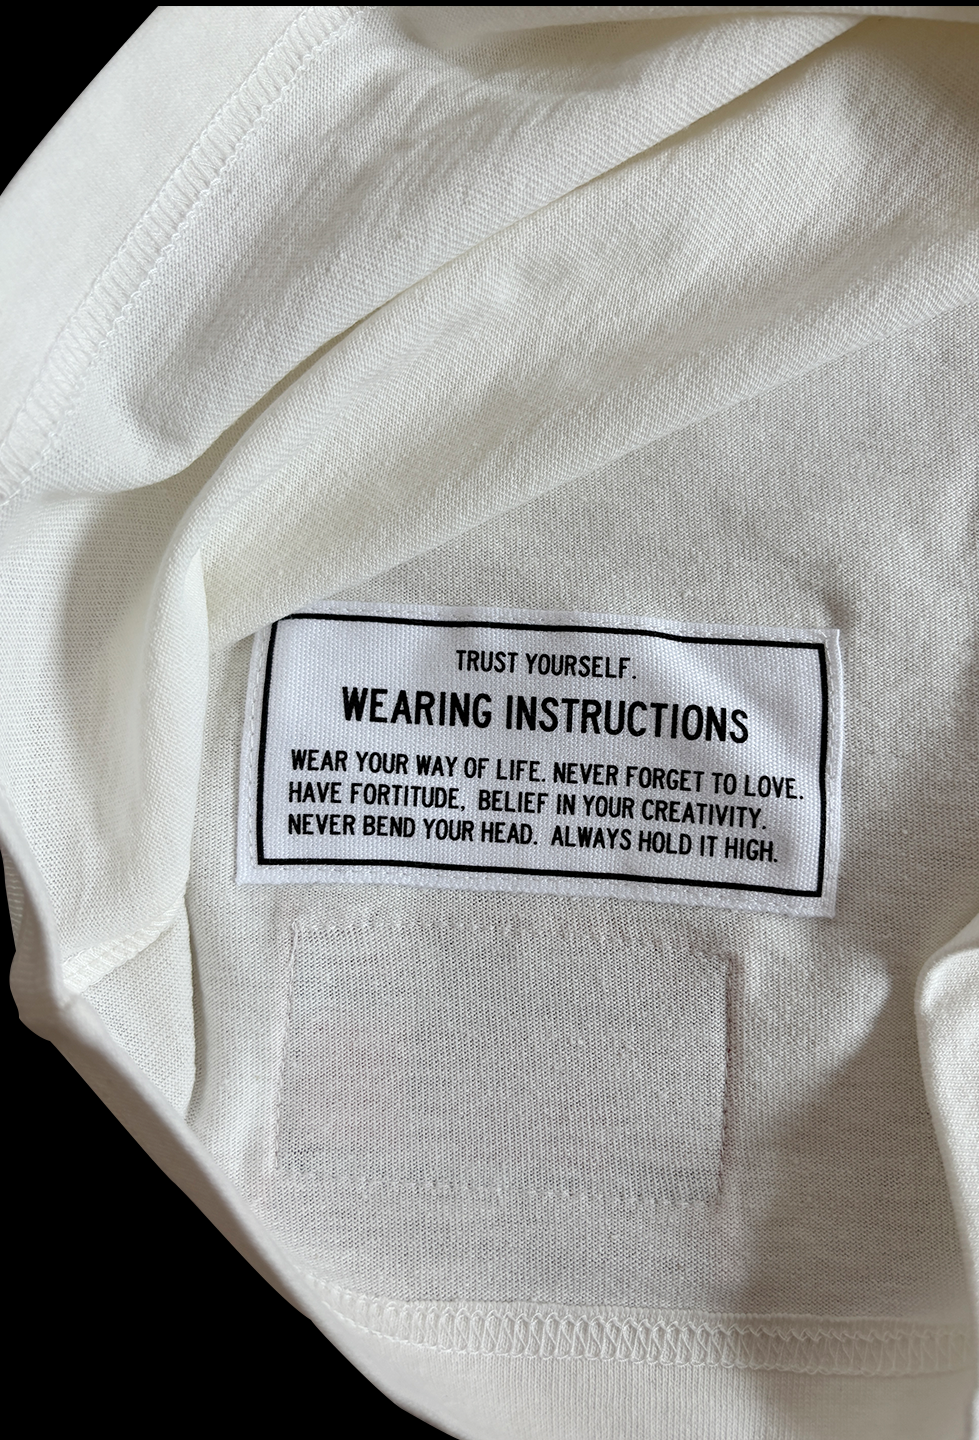 TRUST YOURSELF.
WEARING INSTRUCTIONS
WEAR YOUR WAY OF LIFE. NEVER FORGET TO LOVE.
HAVE FORTITUDE, BELIEF IN YOUR CREATIVITY.
NEVER BEND YOUR HEAD. ALWAYS HOLD IT HIGH.